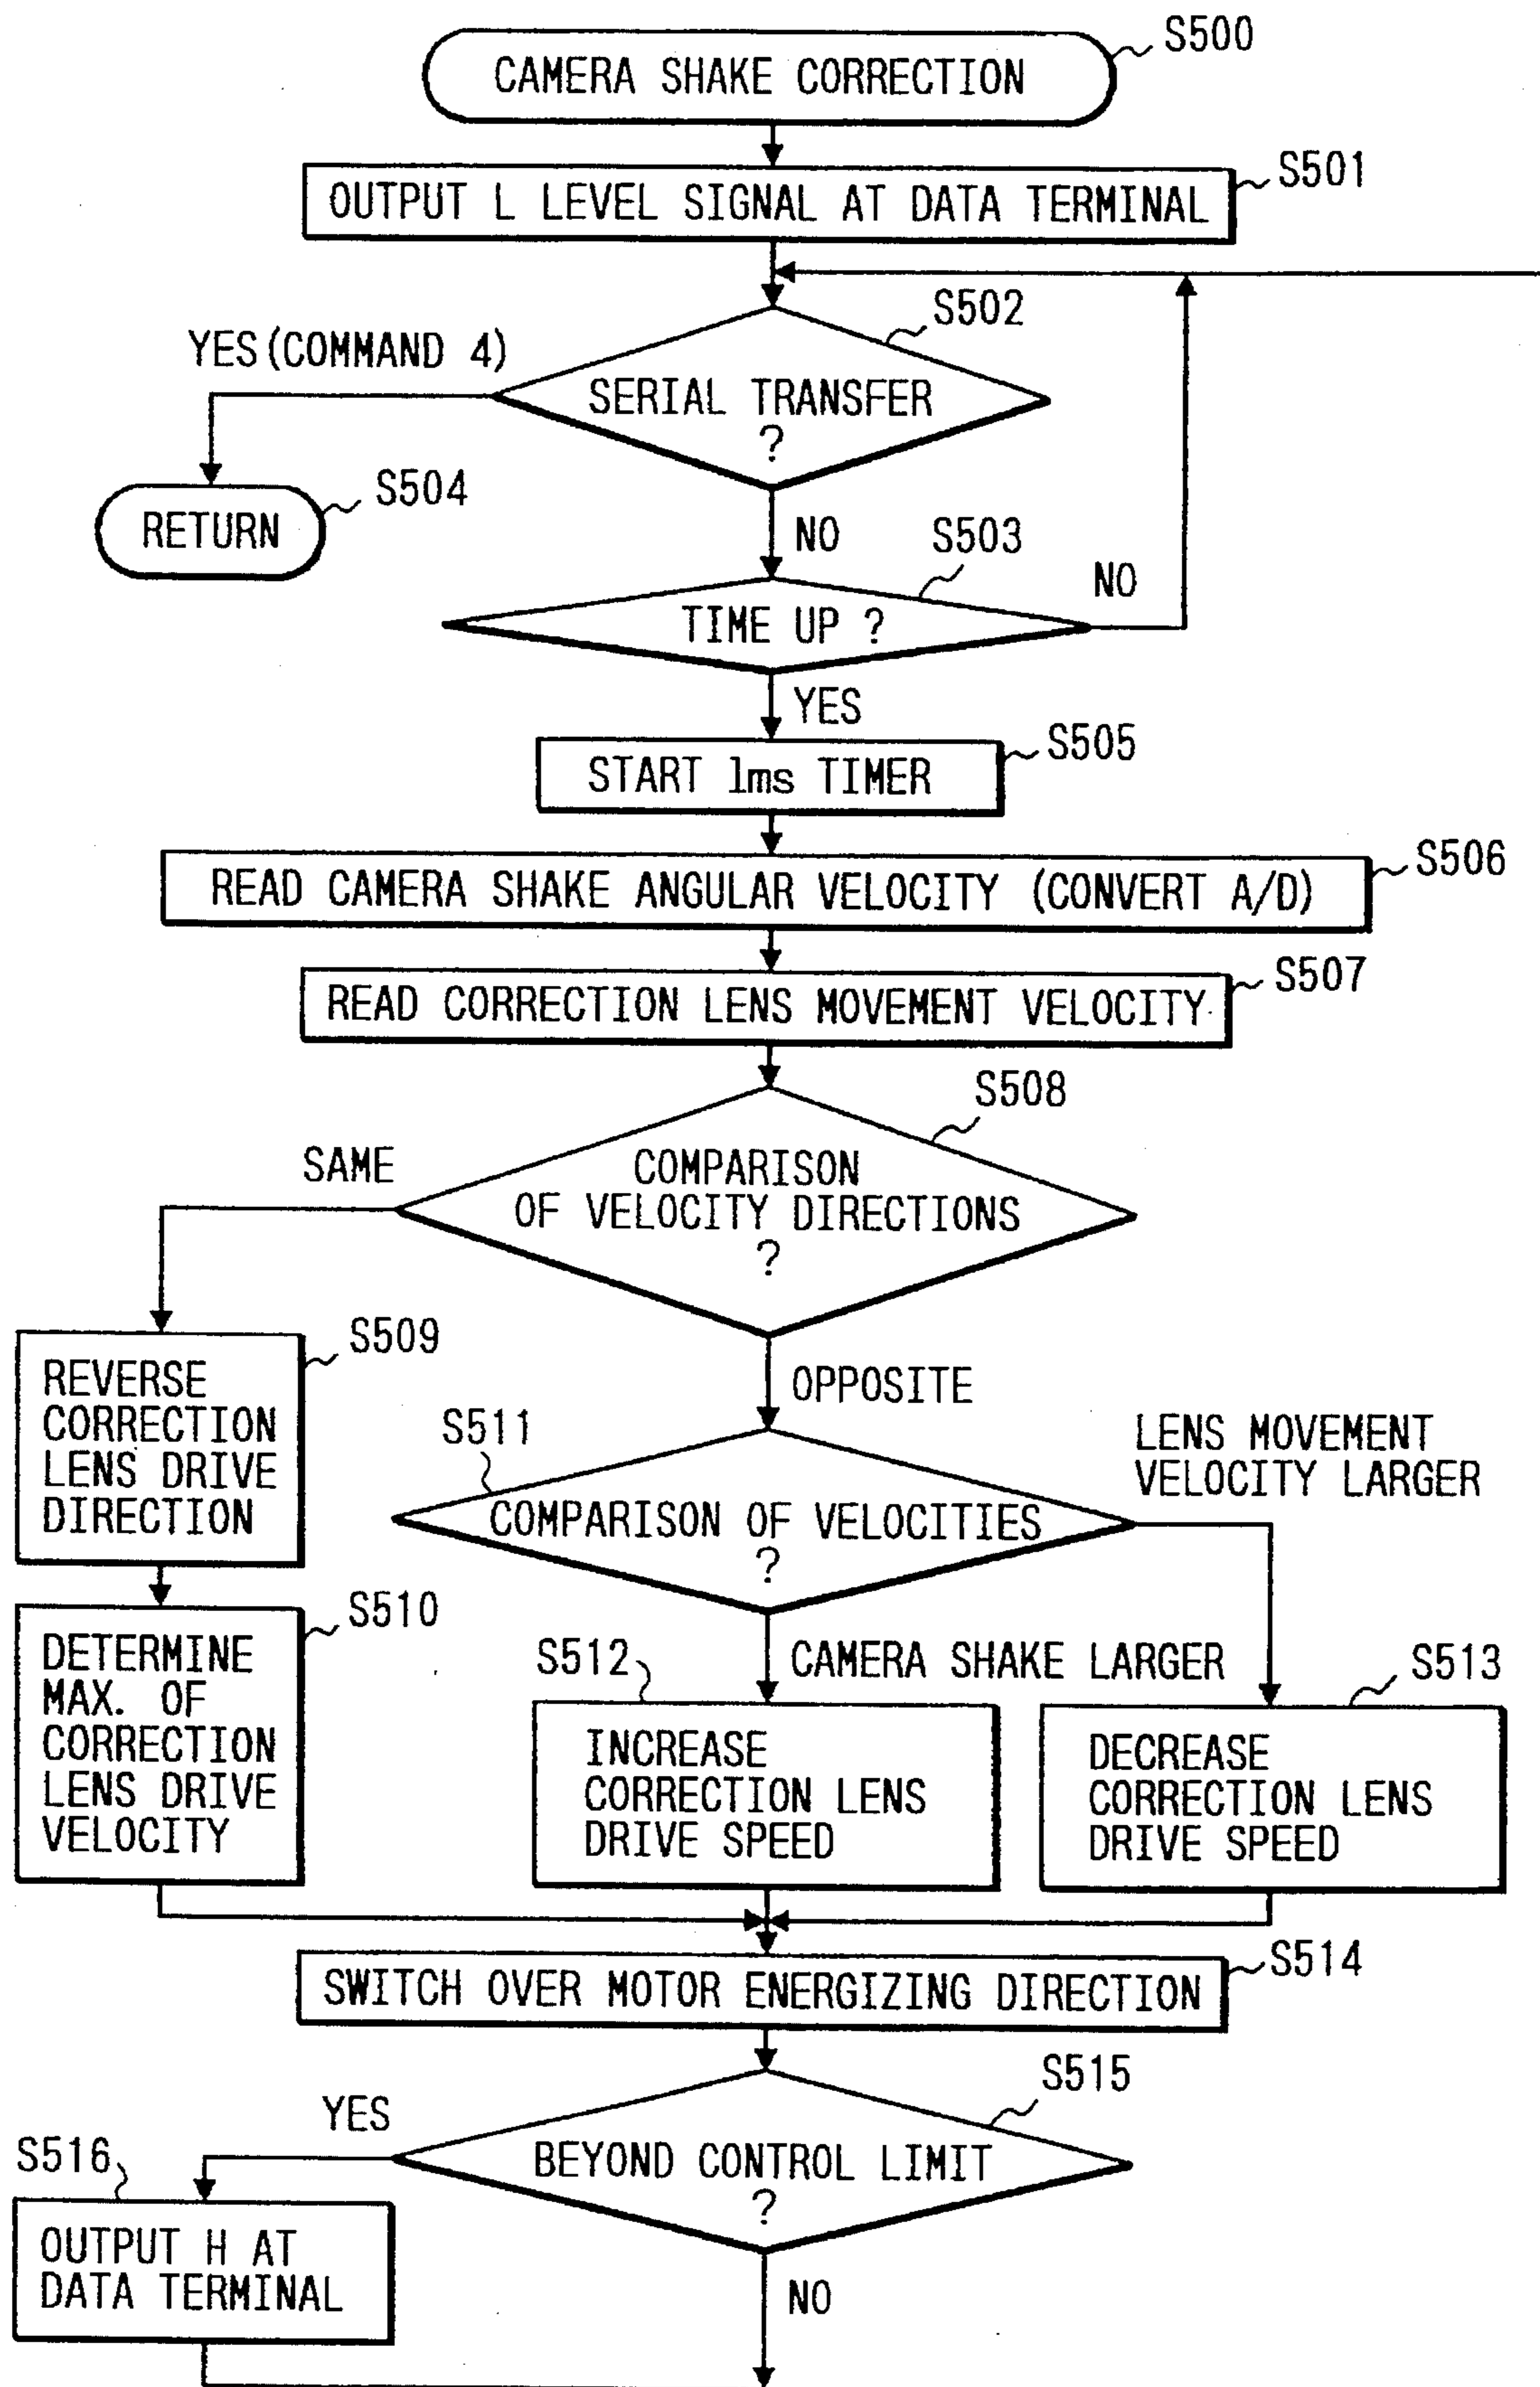 S500
CAMERA SHAKE CORRECTION
S501
OUTPUT L LEVEL SIGNAL AT DATA TERMINAL
S502
YES(COMMAND 4)
SERIAL TRANSFER
?
S504
RETURN
NO
S503
NO
TIME UP ?
YES
S505
START 1ms TIMER
S506
READ CAMERA SHAKE ANGULAR VELOCITY (CONVERT A/D)
S507
READ CORRECTION LENS MOVEMENT VELOCITY
S508
SAME
COMPARISON
OF VELOCITY DIRECTIONS
?
S509
REVERSE
CORRECTION
LENS DRIVE
DIRECTION
OPPOSITE
S511
LENS MOVEMENT
VELOCITY LARGER
COMPARISON OF VELOCITIES
?
S510
DETERMINE
MAX. OF
CORRECTION
LENS DRIVE
VELOCITY
S512
CAMERA SHAKE LARGER
S513
INCREASE
CORRECTION LENS
DRIVE SPEED
DECREASE
CORRECTION LENS
DRIVE SPEED
S514
SWITCH OVER MOTOR ENERGIZING DIRECTION
S515
YES
BEYOND CONTROL LIMIT
?
S516
OUTPUT H AT
DATA TERMINAL
NO